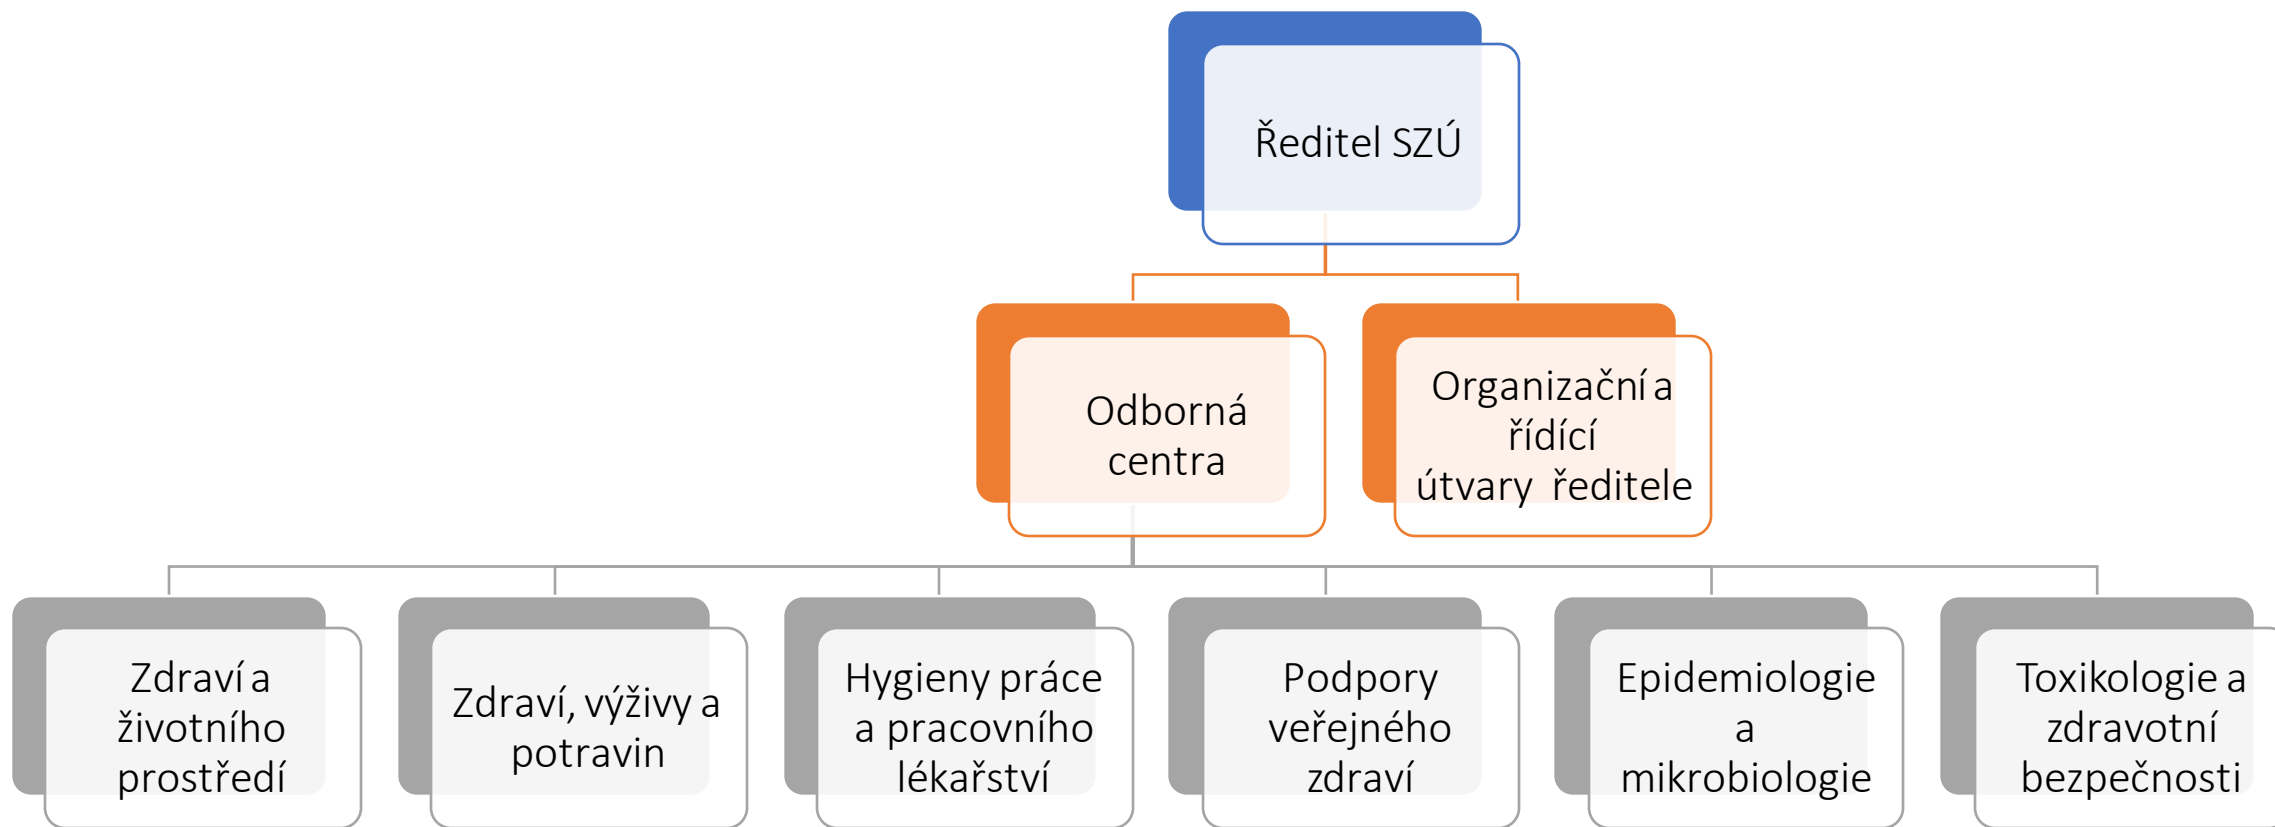 Ředitel SZÚ
Odborná
centra
Organizační a
řídící
útvary ředitele
Zdraví a
životního
prostředí
Zdraví, výživy a
potravin
Hygieny práce
a pracovního
lékařství
Podpory
veřejného
zdraví
Epidemiologie
a
mikrobiologie
Toxikologie a
zdravotní
bezpečnosti